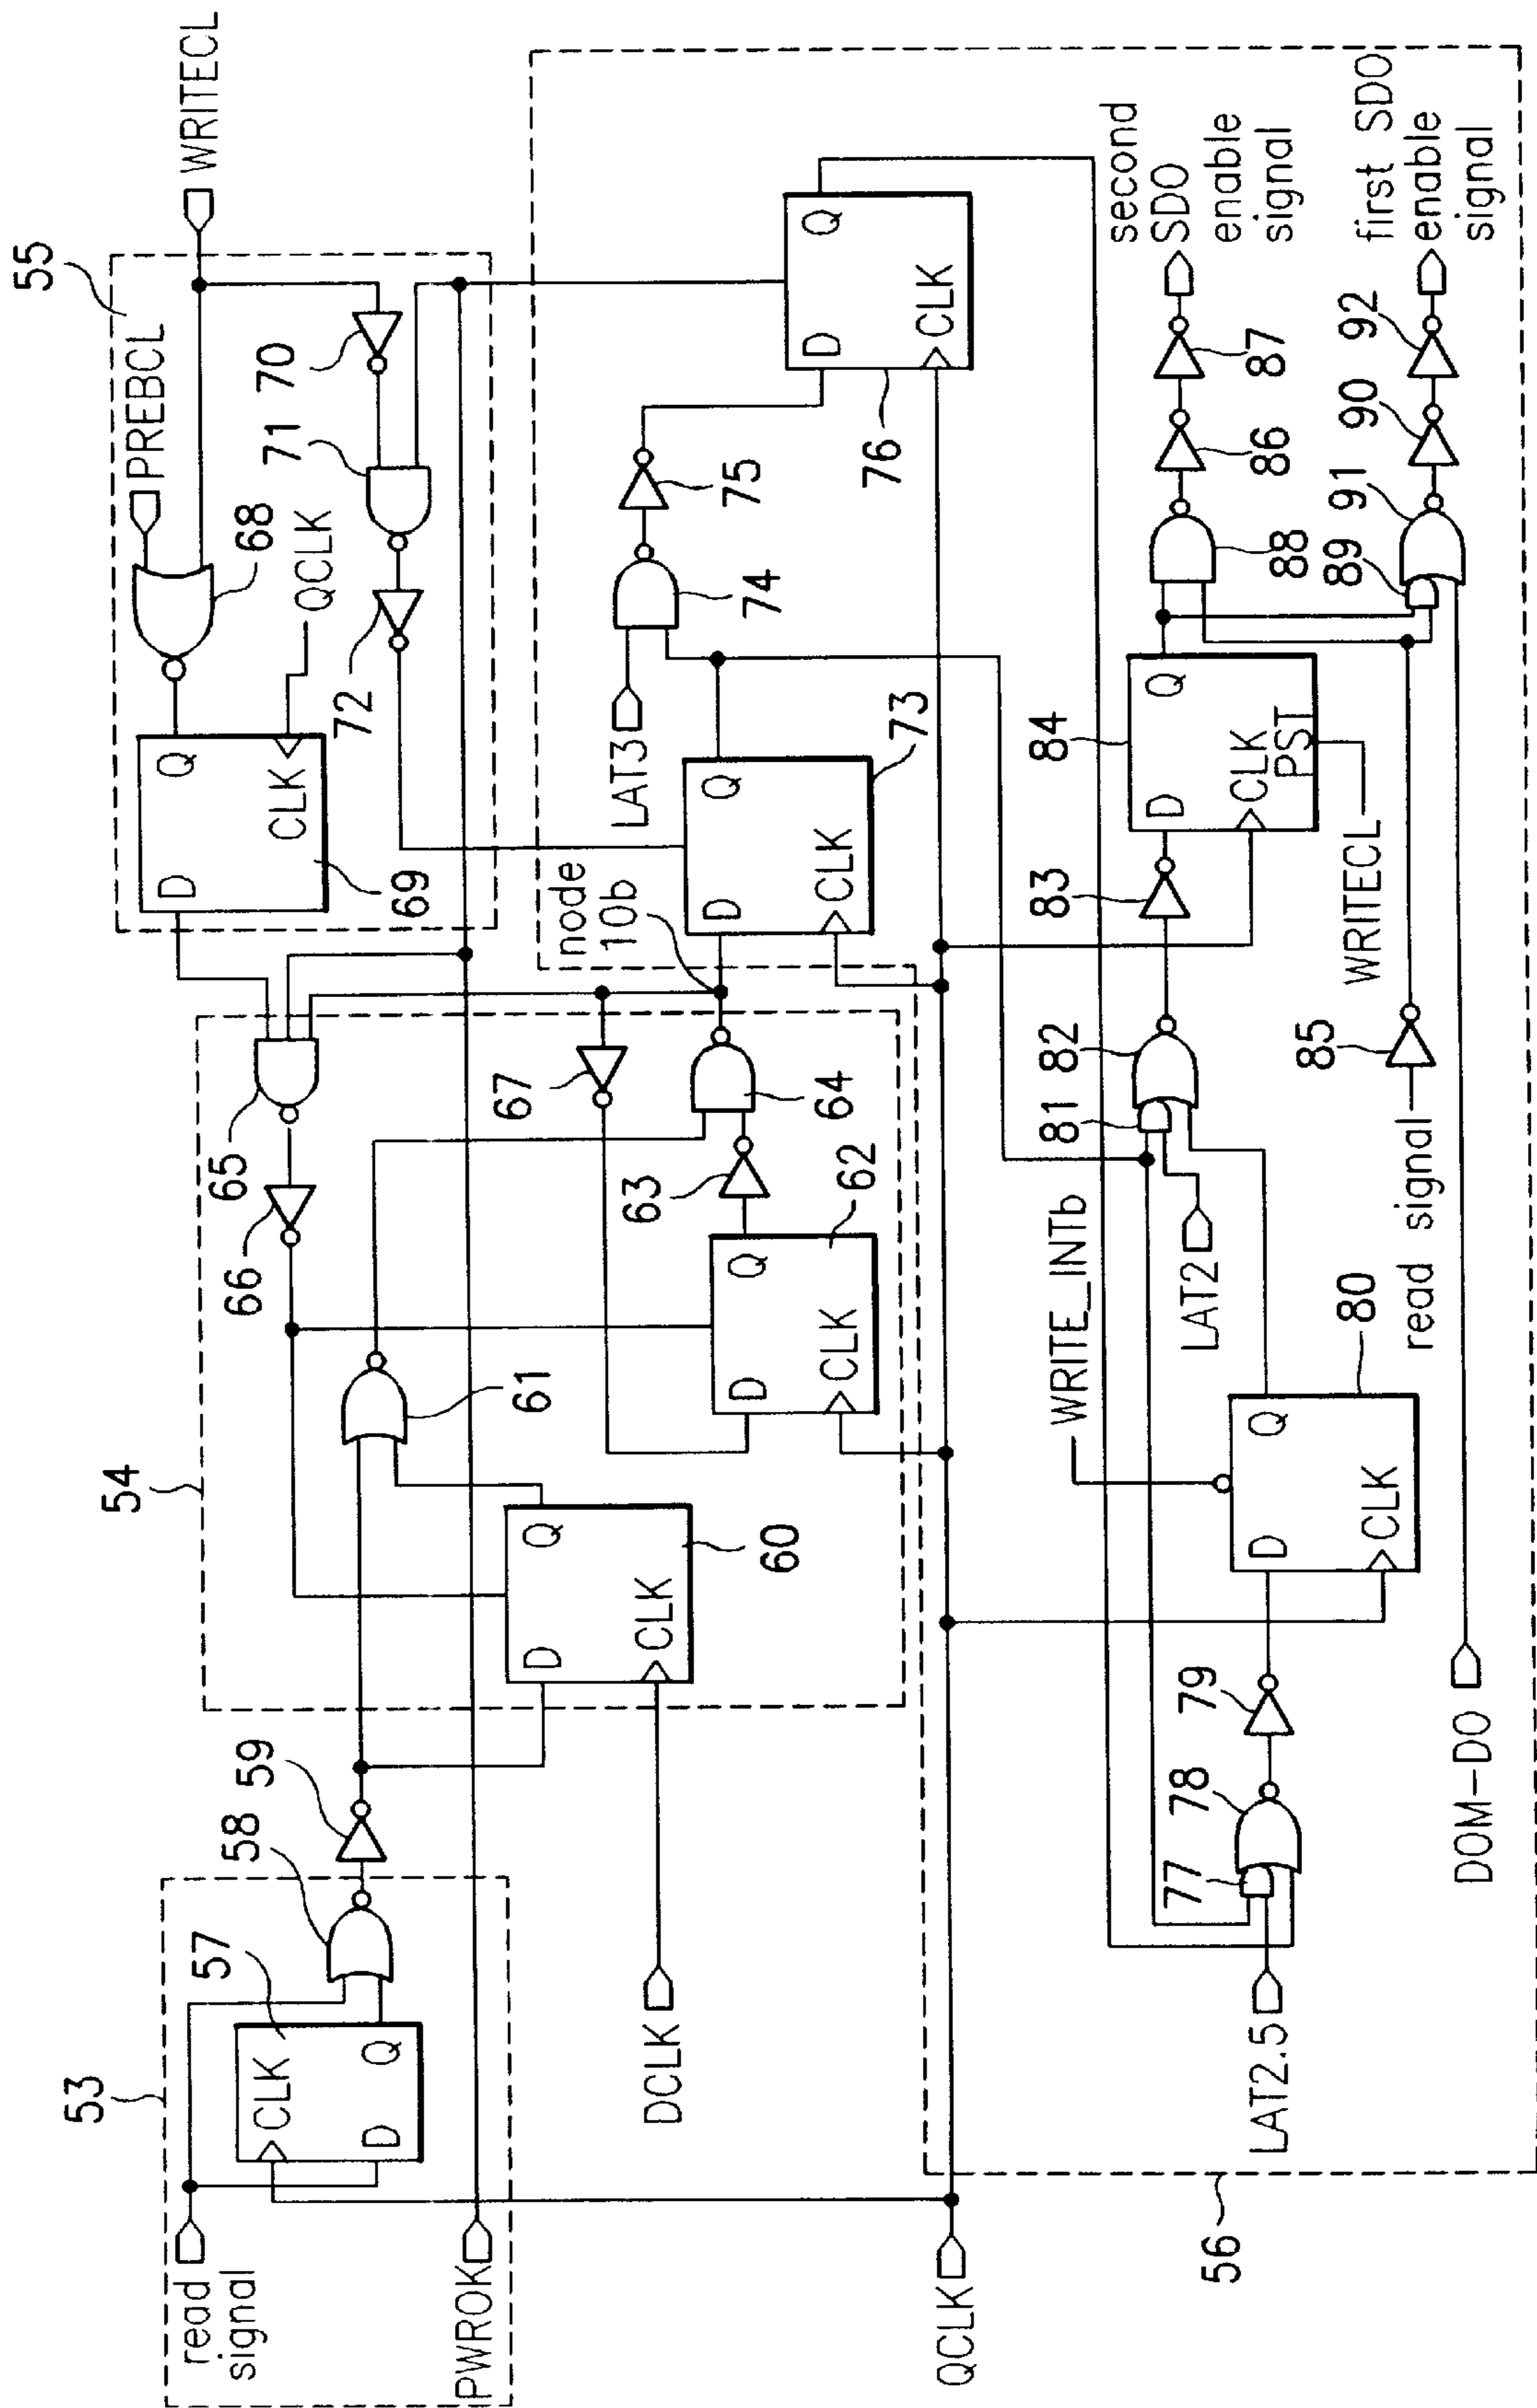 53
read
signal
57
CLK
D
Q
58
59
PWROK
DCLK
QCLK
54
60
D
Q
CLK
61
62
D
Q
CLK
63
64
65
66
67
55
PREBCL
WRITECL
68
69
D
Q
CLK
QCLK
70
71
72
node
10b
73
D
Q
CLK
LAT3
74
75
76
D
Q
CLK
56
LAT2.5
77
78
79
80
D
Q
CLK
WRITE_INTb
LAT2
81
82
83
84
D
Q
CLK
PST
WRITECL
read signal
85
DOM-DO
86
87
88
89
90
91
92
second
SDO
enable
signal
first SDO
enable
signal